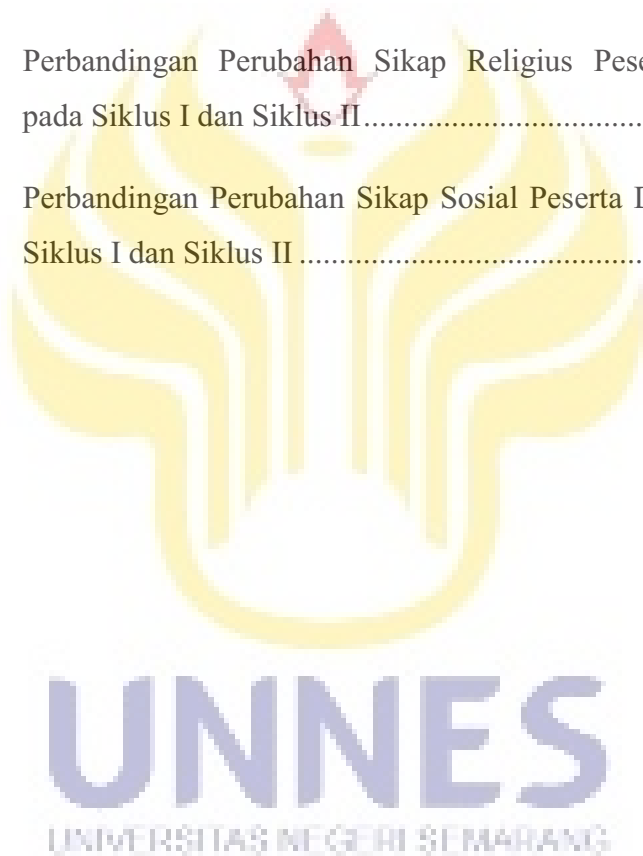 Perbandingan Perubahan Sikap Religius Pese
pada Siklus I dan Siklus II..................................
Perbandingan Perubahan Sikap Sosial Peserta D
Siklus I dan Siklus II ..........................................
UNNES
UNIVERSITAS NEGERI SEMARANG